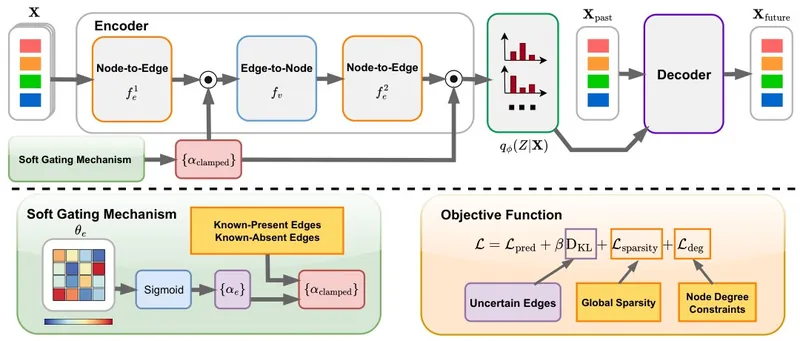 X
Encoder
Node-to-Edge
f_e^1
Edge-to-Node
f_v
Node-to-Edge
f_e^2
q_ϕ(Z|X)
X_past
Decoder
X_future
Soft Gating Mechanism
{α_clamped}
Soft Gating Mechanism
θ_e
Sigmoid
{α_e}
Known-Present Edges
Known-Absent Edges
{α_clamped}
Objective Function
ℒ = ℒ_pred + β D_KL + ℒ_sparsity + ℒ_deg
Uncertain Edges
Global Sparsity
Node Degree
Constraints